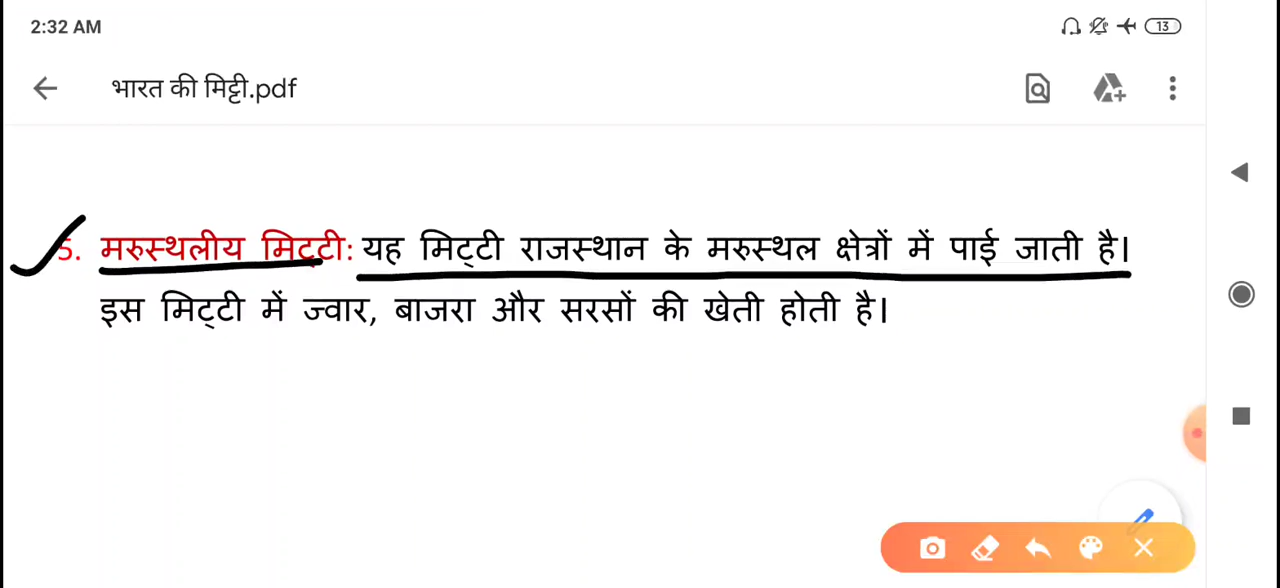 2:32 AM
13
भारत की मिट्टी.pdf
5. मरुस्थलीय मिट्टी: यह मिट्टी राजस्थान के मरुस्थल क्षेत्रों में पाई जाती है।
इस मिट्टी में ज्वार, बाजरा और सरसों की खेती होती है।